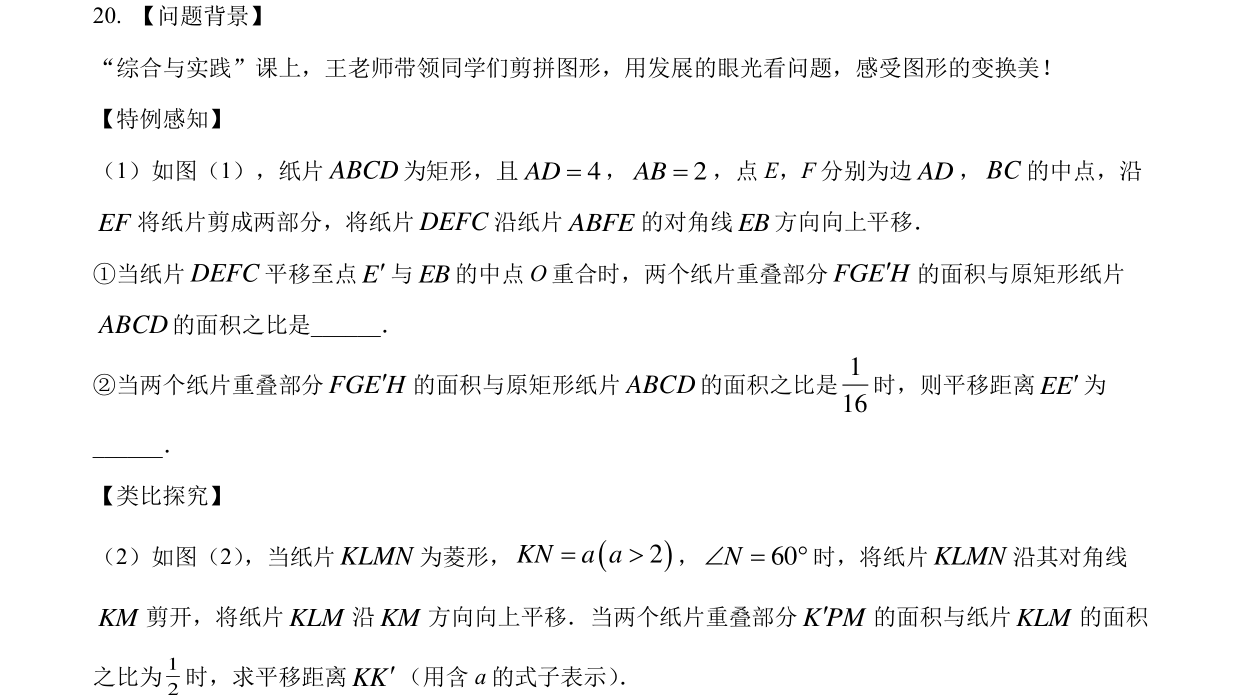 20. 【问题背景】
“综合与实践”课上，王老师带领同学们剪拼图形，用发展的眼光看问题，感受图形的变换美！
【特例感知】
（1）如图（1），纸片 ABCD 为矩形，且 AD = 4，AB = 2，点 E，F 分别为边 AD，BC 的中点，沿
EF 将纸片剪成两部分，将纸片 DEFC 沿纸片 ABFE 的对角线 EB 方向向上平移．
①当纸片 DEFC 平移至点 E′ 与 EB 的中点 O 重合时，两个纸片重叠部分 FGE′H 的面积与原矩形纸片
ABCD 的面积之比是______．
②当两个纸片重叠部分 FGE′H 的面积与原矩形纸片 ABCD 的面积之比是 1/16 时，则平移距离 EE′ 为
______．
【类比探究】
（2）如图（2），当纸片 KLMN 为菱形，KN = a(a > 2)，∠N = 60° 时，将纸片 KLMN 沿其对角线
KM 剪开，将纸片 KLM 沿 KM 方向向上平移．当两个纸片重叠部分 K′PM 的面积与纸片 KLM 的面积
之比为 1/2 时，求平移距离 KK′（用含 a 的式子表示）．